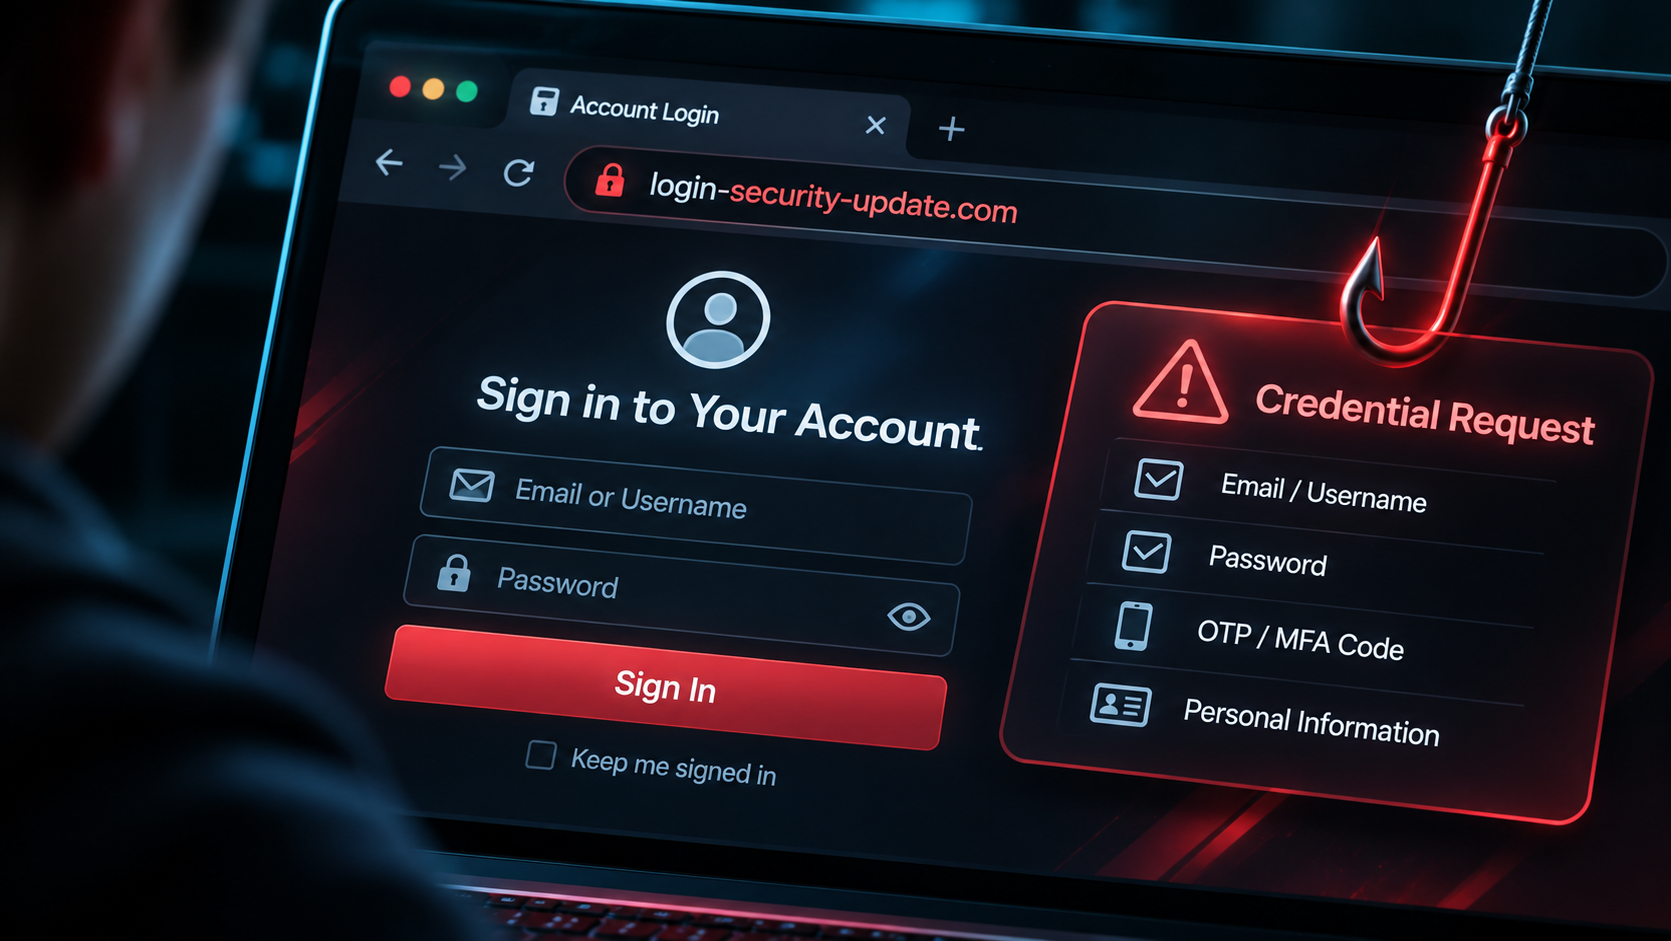 Account Login
login-security-update.com
Sign in to Your Account.
Email or Username
Password
Sign In
Keep me signed in
Credential Request
Email / Username
Password
OTP / MFA Code
Personal Information